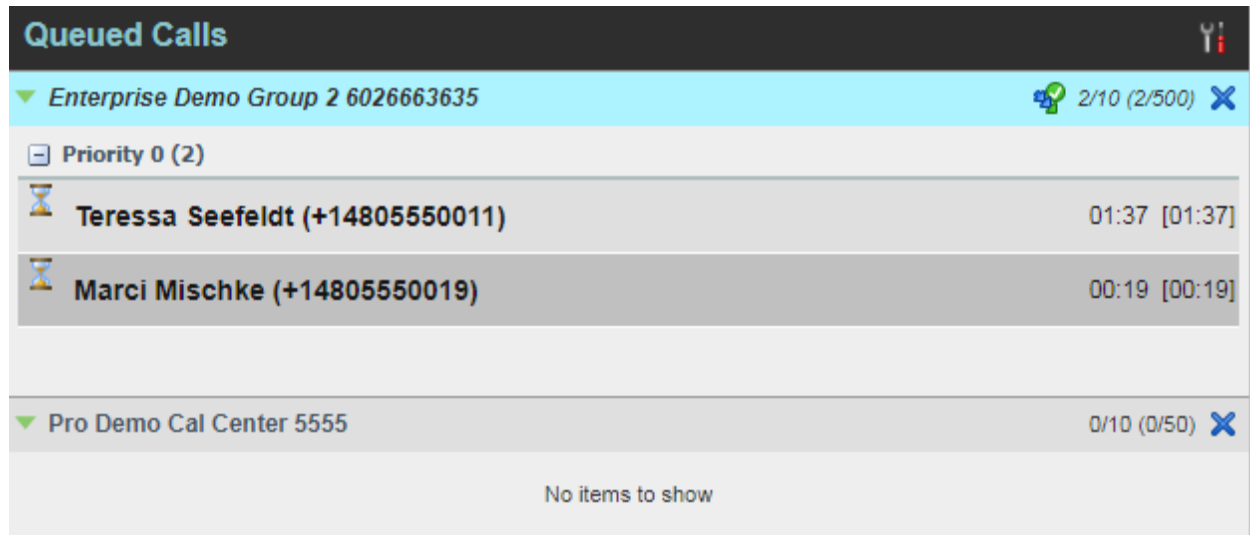 Queued Calls
Enterprise Demo Group 2 6026663635 2/10 (2/500)
Priority 0 (2)
Teressa Seefeldt (+14805550011) 01:37 [01:37]
Marci Mischke (+14805550019) 00:19 [00:19]
Pro Demo Cal Center 5555 0/10 (0/50)
No items to show